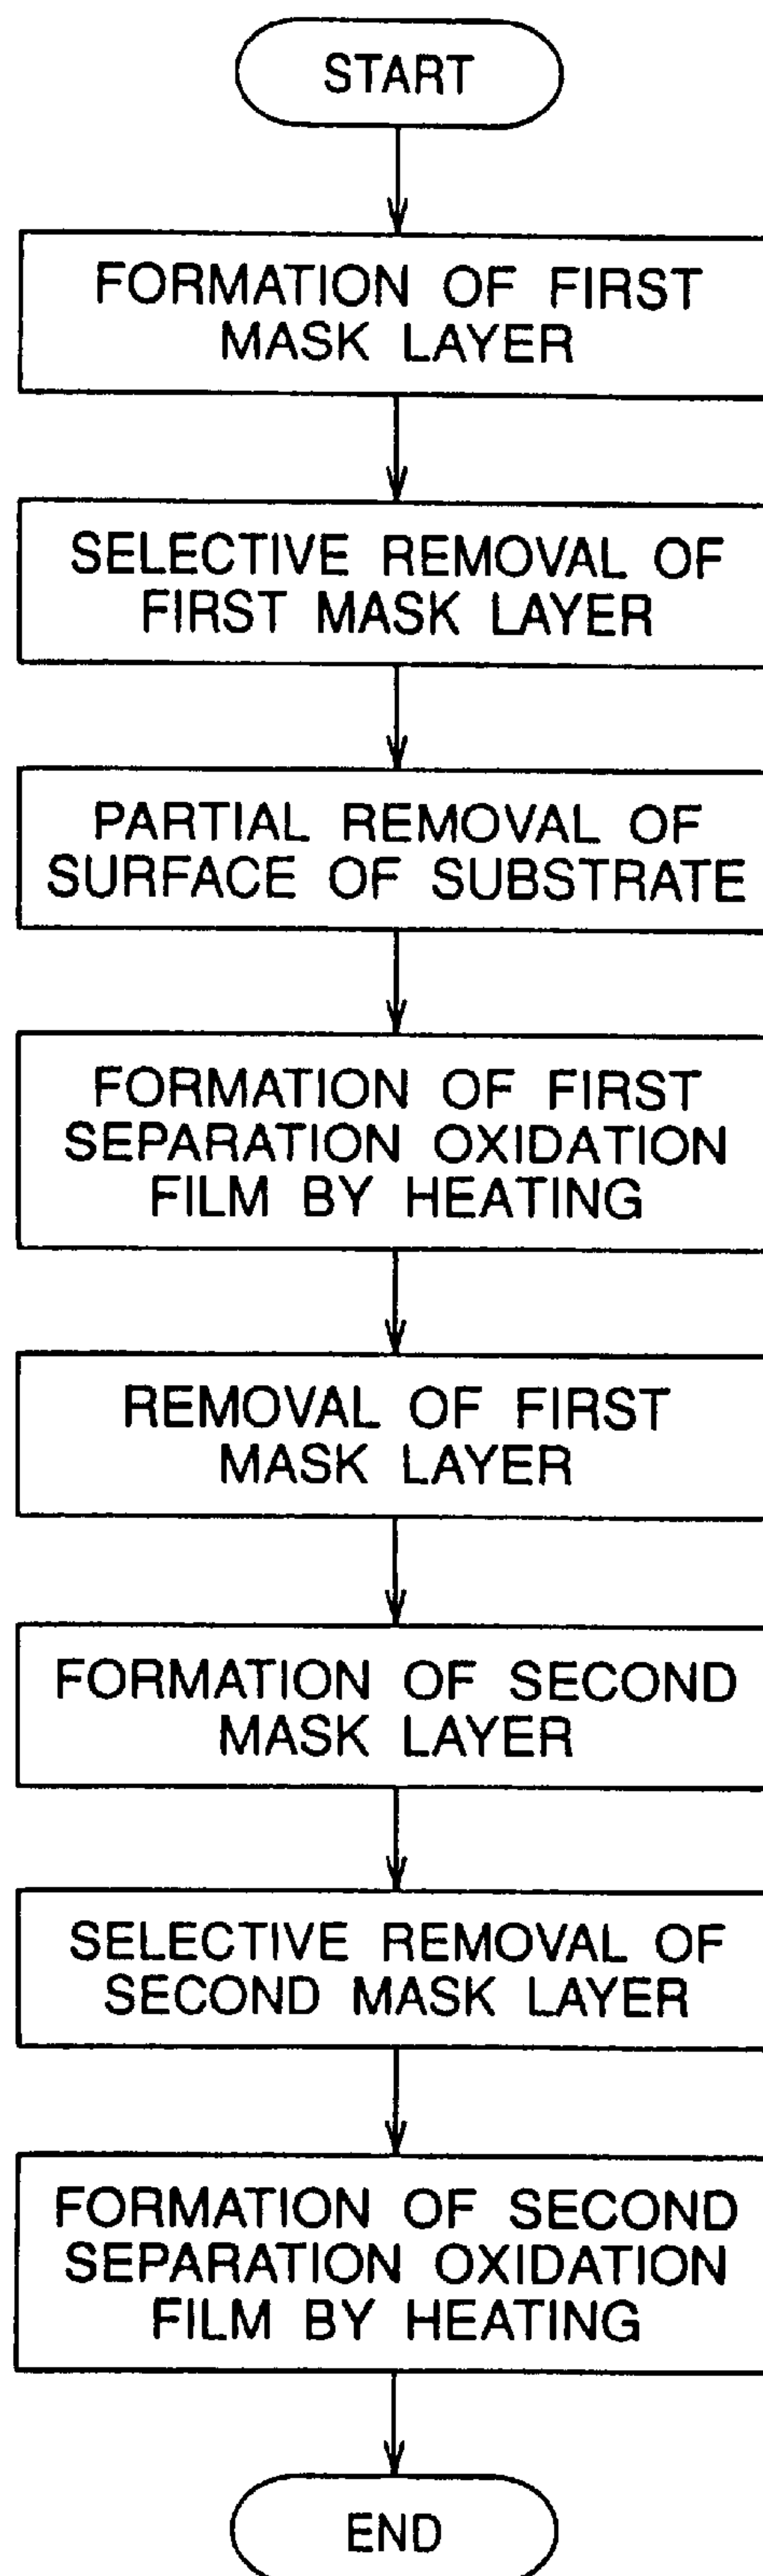 START
FORMATION OF FIRST
MASK LAYER
SELECTIVE REMOVAL OF
FIRST MASK LAYER
PARTIAL REMOVAL OF
SURFACE OF SUBSTRATE
FORMATION OF FIRST
SEPARATION OXIDATION
FILM BY HEATING
REMOVAL OF FIRST
MASK LAYER
FORMATION OF SECOND
MASK LAYER
SELECTIVE REMOVAL OF
SECOND MASK LAYER
FORMATION OF SECOND
SEPARATION OXIDATION
FILM BY HEATING
END